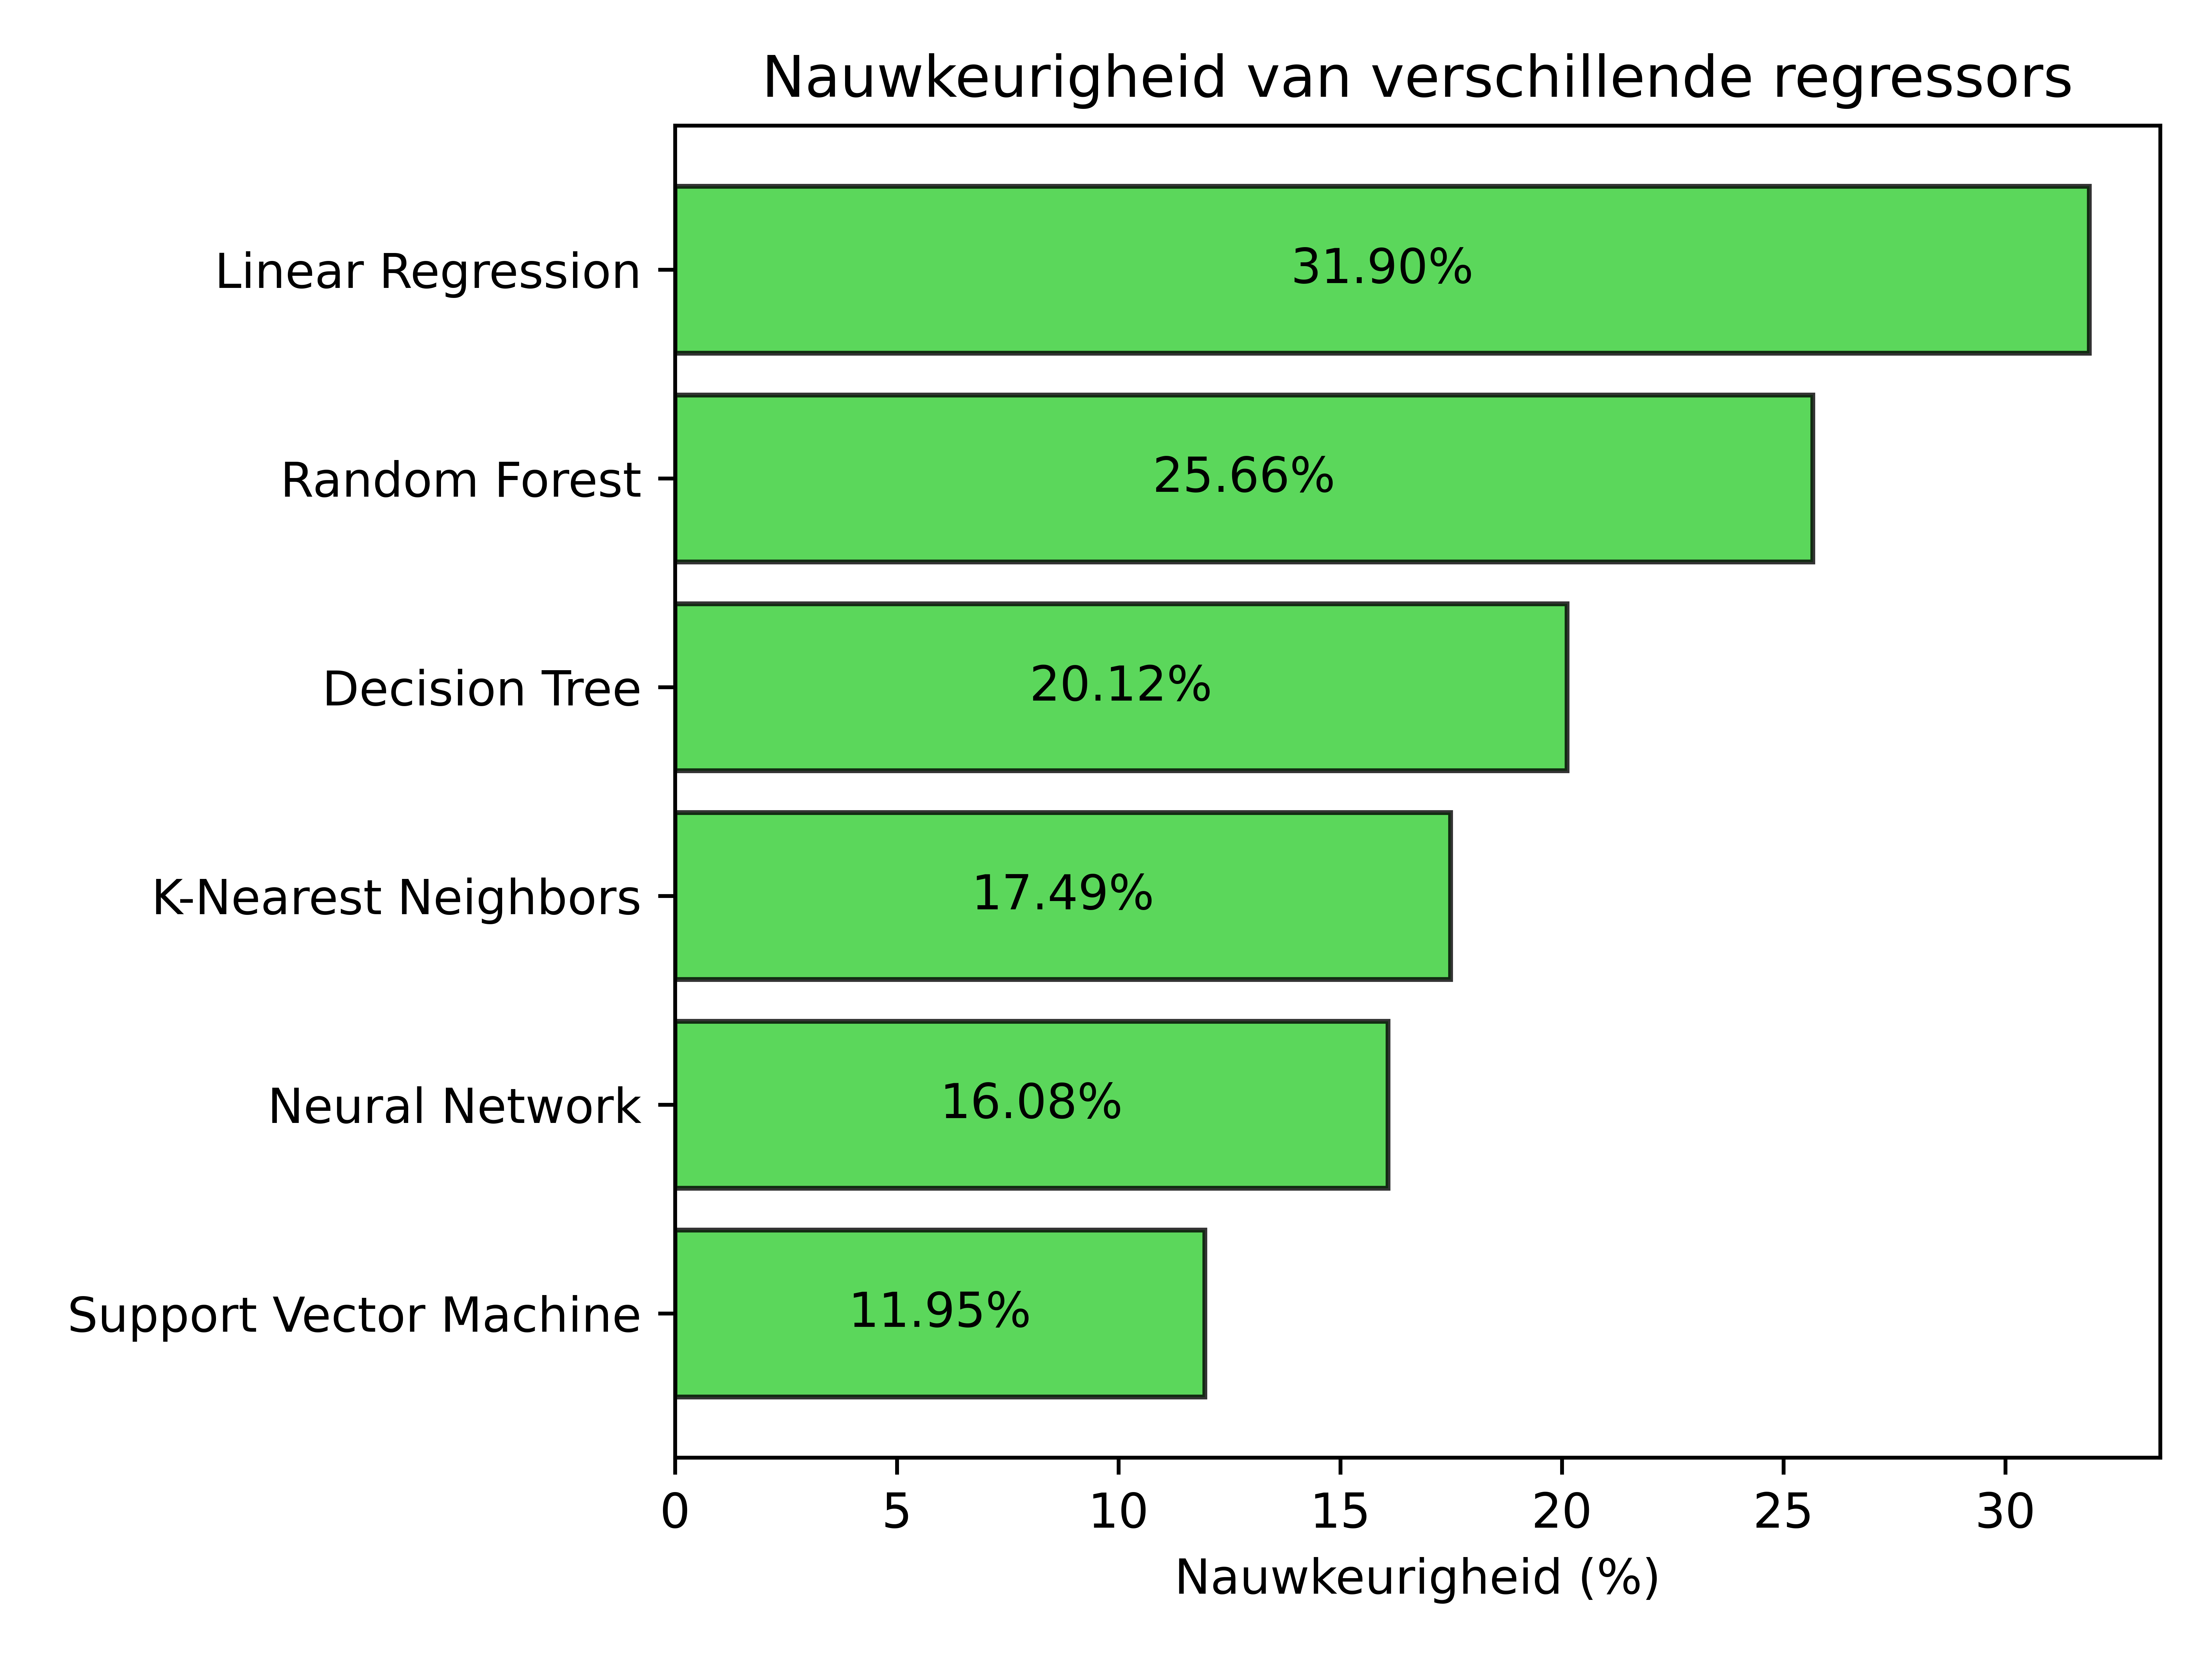 Nauwkeurigheid van verschillende regressors
Linear Regression
31.90%
Random Forest
25.66%
Decision Tree
20.12%
K-Nearest Neighbors
17.49%
Neural Network
16.08%
Support Vector Machine
11.95%
0 5 10 15 20 25 30
Nauwkeurigheid (%)